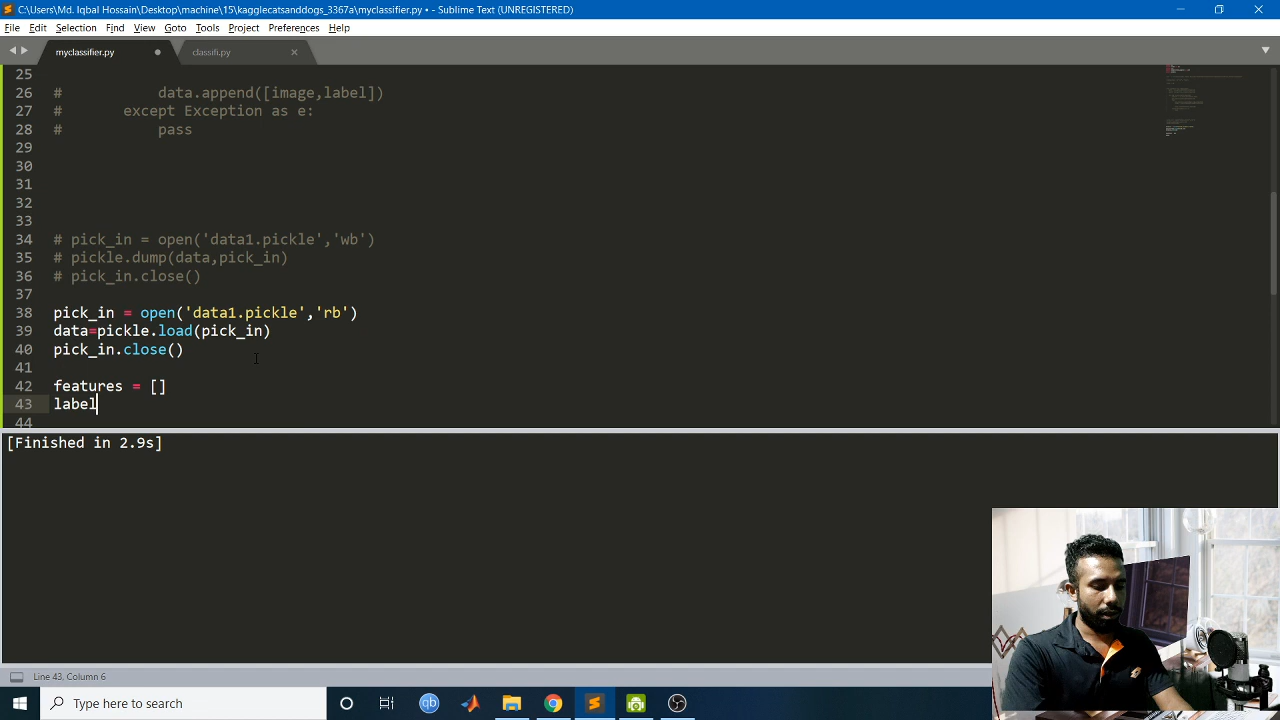 C:\Users\Md. Iqbal Hossain\Desktop\machine\15\kagglecatsanddogs_3367a\myclassifier.py • - Sublime Text (UNREGISTERED)
File Edit Selection Find View Goto Tools Project Preferences Help
myclassifier.py classifi.py
25
26 # data.append([image,label])
27 # except Exception as e:
28 # pass
29
30
31
32
33
34 # pick_in = open('data1.pickle','wb')
35 # pickle.dump(data,pick_in)
36 # pick_in.close()
37
38 pick_in = open('data1.pickle','rb')
39 data=pickle.load(pick_in)
40 pick_in.close()
41
42 features = []
43 label
44
[Finished in 2.9s]
Line 43, Column 6
Type here to search